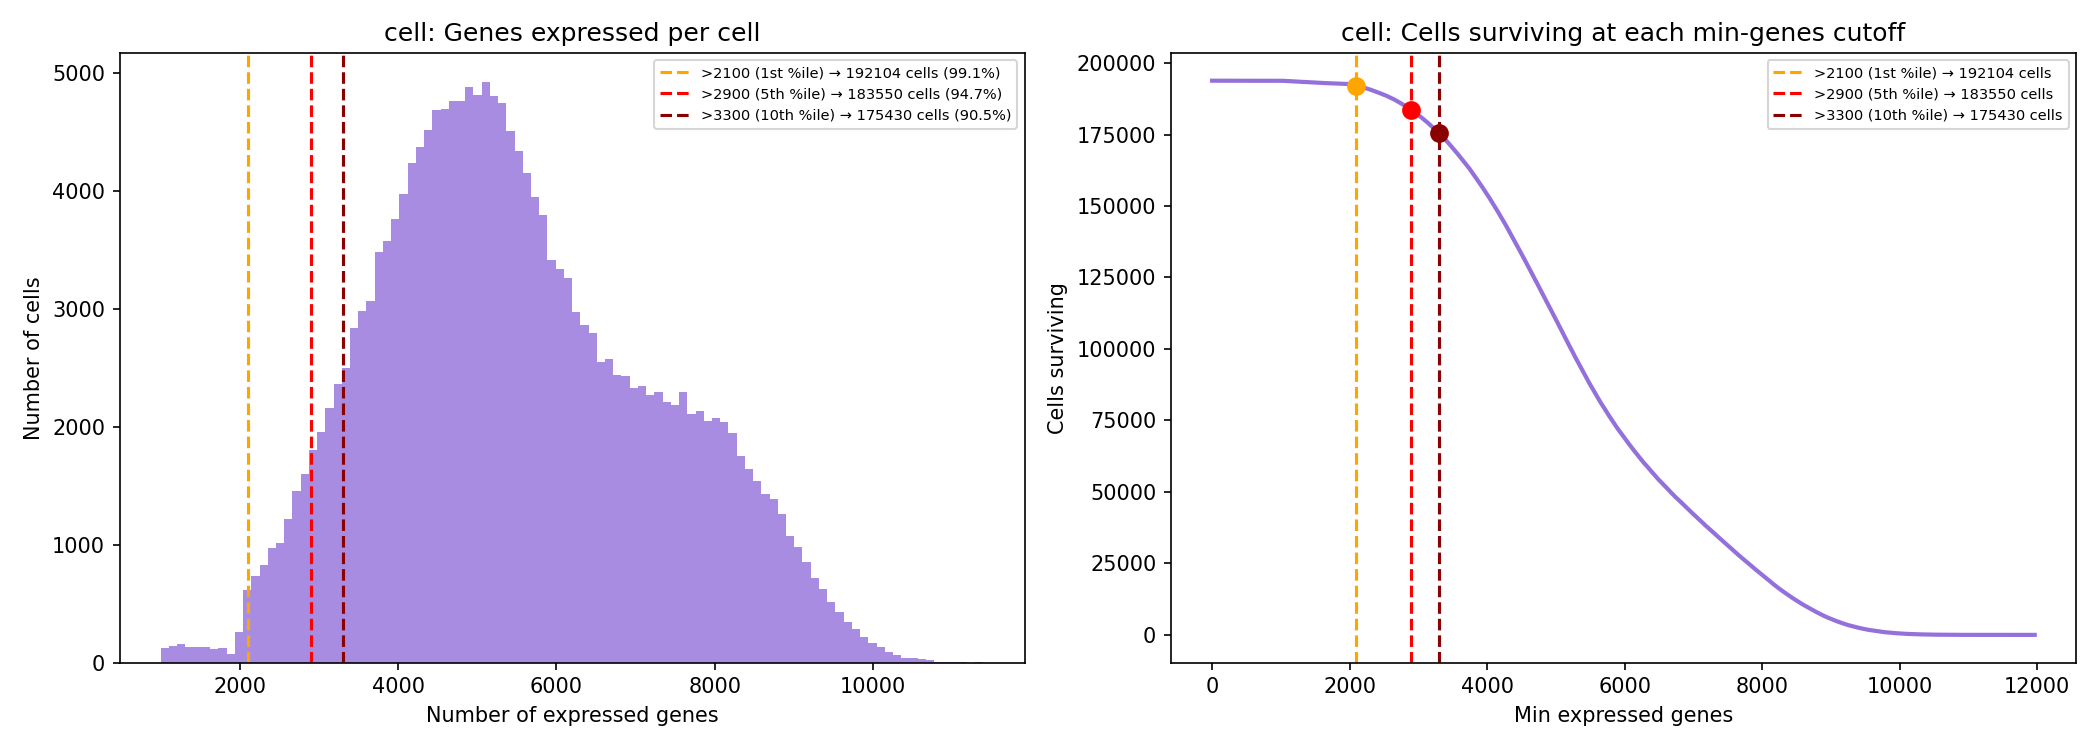 cell: Genes expressed per cell
>2100 (1st %ile) → 192104 cells (99.1%)
>2900 (5th %ile) → 183550 cells (94.7%)
>3300 (10th %ile) → 175430 cells (90.5%)
5000
4000
3000
2000
1000
0
Number of cells
2000
4000
6000
8000
10000
Number of expressed genes
cell: Cells surviving at each min-genes cutoff
>2100 (1st %ile) → 192104 cells
>2900 (5th %ile) → 183550 cells
>3300 (10th %ile) → 175430 cells
200000
175000
150000
125000
100000
75000
50000
25000
0
Cells surviving
0
2000
4000
6000
8000
10000
12000
Min expressed genes